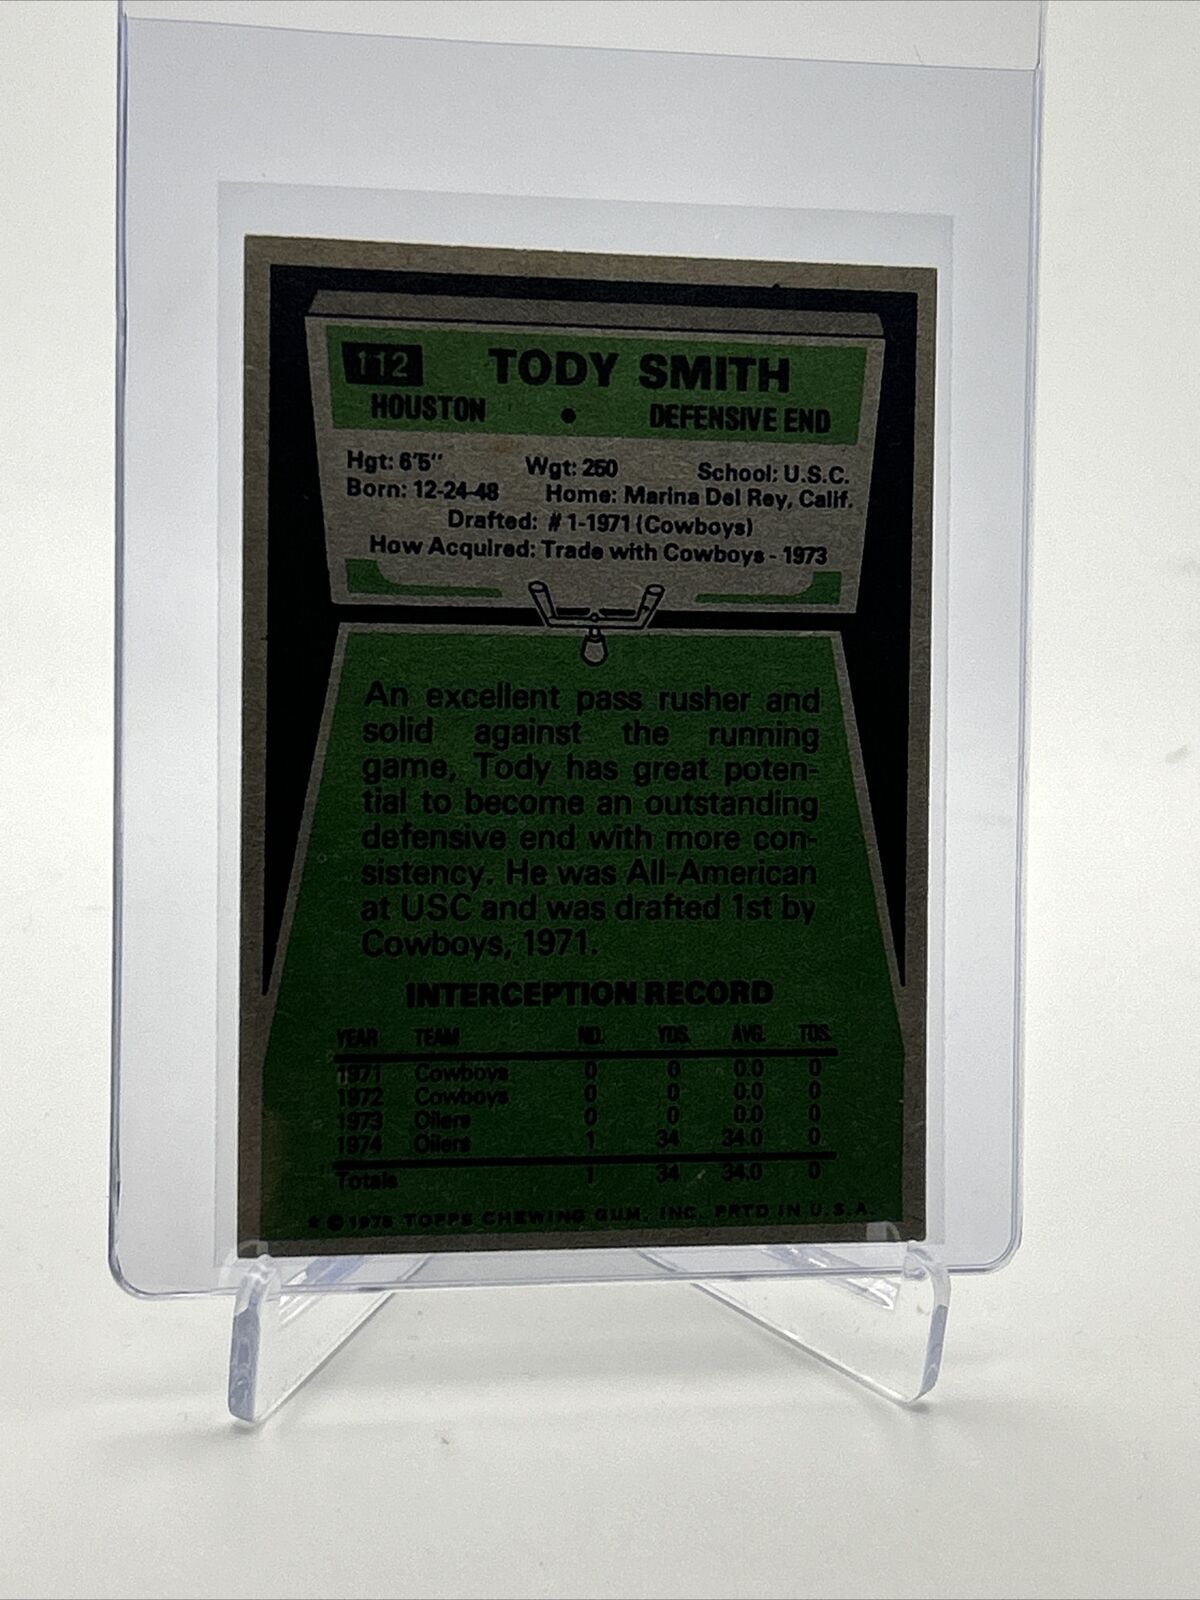 112 TODY SMITH
HOUSTON • DEFENSIVE END
Hgt: 6'5" Wgt: 250 School: U.S.C.
Born: 12-24-48 Home: Marina Del Rey, Calif.
Drafted: #1-1971 (Cowboys)
How Acquired: Trade with Cowboys - 1973
An excellent pass rusher and
solid against the running
game, Tody has great poten-
tial to become an outstanding
defensive end with more con-
sistency. He was All-American
at USC and was drafted 1st by
Cowboys, 1971.
INTERCEPTION RECORD
YEAR TEAM NO. YDS. AVG. TDS.
1971 Cowboys 0 0 0.0 0
1972 Cowboys 0 0 0.0 0
1973 Oilers 0 0 0.0 0
1974 Oilers 1 34 34.0 0
Totals 1 34 34.0 0
★ © 1975 TOPPS CHEWING GUM, INC. PRTD IN U.S.A.